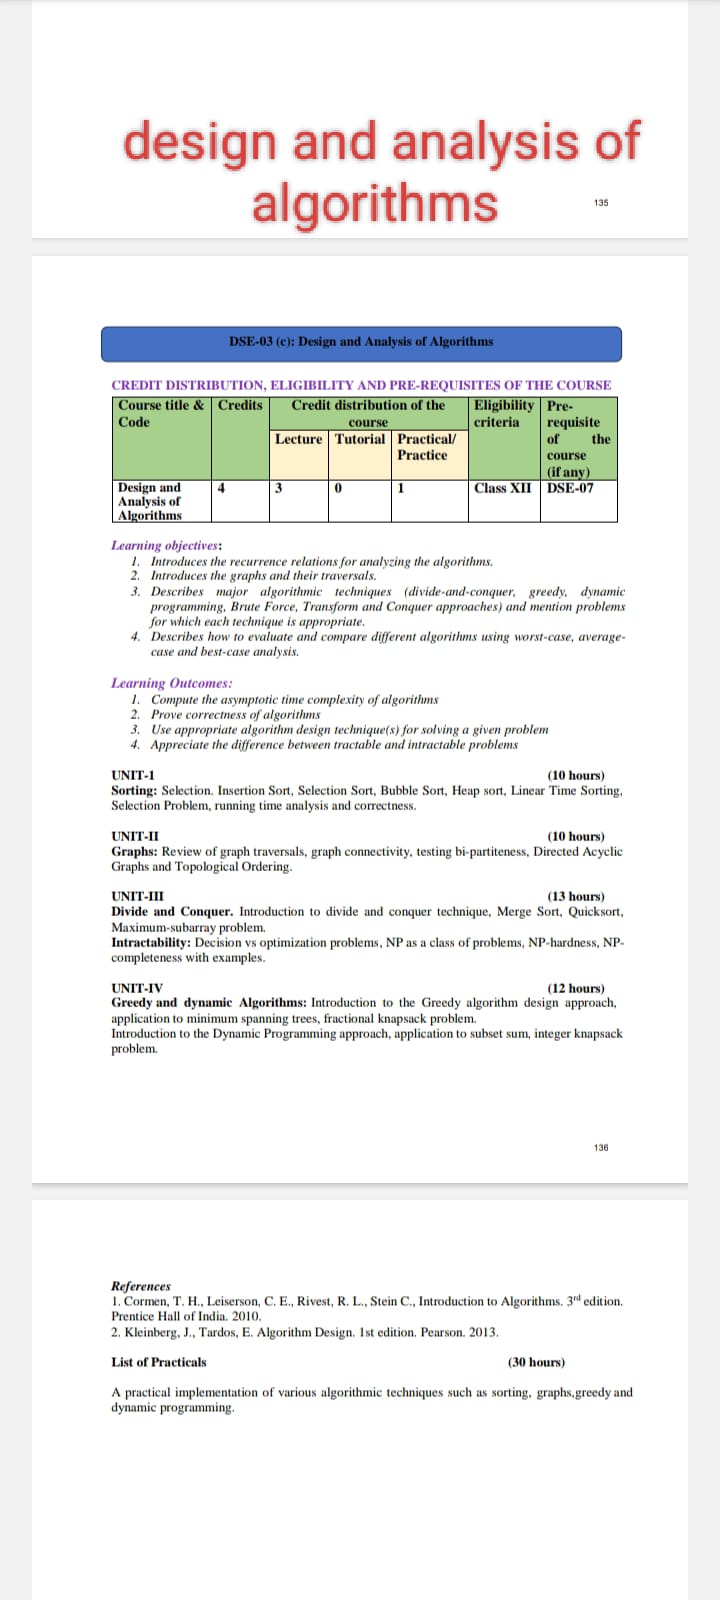 design and analysis of
algorithms
135
DSE-03 (c): Design and Analysis of Algorithms
CREDIT DISTRIBUTION, ELIGIBILITY AND PRE-REQUISITES OF THE COURSE
Course title & Code
Credits
Credit distribution of the course
Eligibility criteria
Pre-requisite of the course (if any)
Lecture
Tutorial
Practical/ Practice
Design and Analysis of Algorithms
4
3
0
1
Class XII
DSE-07
Learning objectives:
1. Introduces the recurrence relations for analyzing the algorithms.
2. Introduces the graphs and their traversals.
3. Describes major algorithmic techniques (divide-and-conquer, greedy, dynamic
programming, Brute Force, Transform and Conquer approaches) and mention problems
for which each technique is appropriate.
4. Describes how to evaluate and compare different algorithms using worst-case, average-
case and best-case analysis.
Learning Outcomes:
1. Compute the asymptotic time complexity of algorithms
2. Prove correctness of algorithms
3. Use appropriate algorithm design technique(s) for solving a given problem
4. Appreciate the difference between tractable and intractable problems
UNIT-1 (10 hours)
Sorting: Selection. Insertion Sort, Selection Sort, Bubble Sort, Heap sort, Linear Time Sorting,
Selection Problem, running time analysis and correctness.
UNIT-II (10 hours)
Graphs: Review of graph traversals, graph connectivity, testing bi-partiteness, Directed Acyclic
Graphs and Topological Ordering.
UNIT-III (13 hours)
Divide and Conquer. Introduction to divide and conquer technique, Merge Sort, Quicksort,
Maximum-subarray problem.
Intractability: Decision vs optimization problems, NP as a class of problems, NP-hardness, NP-
completeness with examples.
UNIT-IV (12 hours)
Greedy and dynamic Algorithms: Introduction to the Greedy algorithm design approach,
application to minimum spanning trees, fractional knapsack problem.
Introduction to the Dynamic Programming approach, application to subset sum, integer knapsack
problem.
136
References
1. Cormen, T. H., Leiserson, C. E., Rivest, R. L., Stein C., Introduction to Algorithms. 3rd edition.
Prentice Hall of India. 2010.
2. Kleinberg, J., Tardos, E. Algorithm Design. 1st edition. Pearson. 2013.
List of Practicals (30 hours)
A practical implementation of various algorithmic techniques such as sorting, graphs,greedy and
dynamic programming.